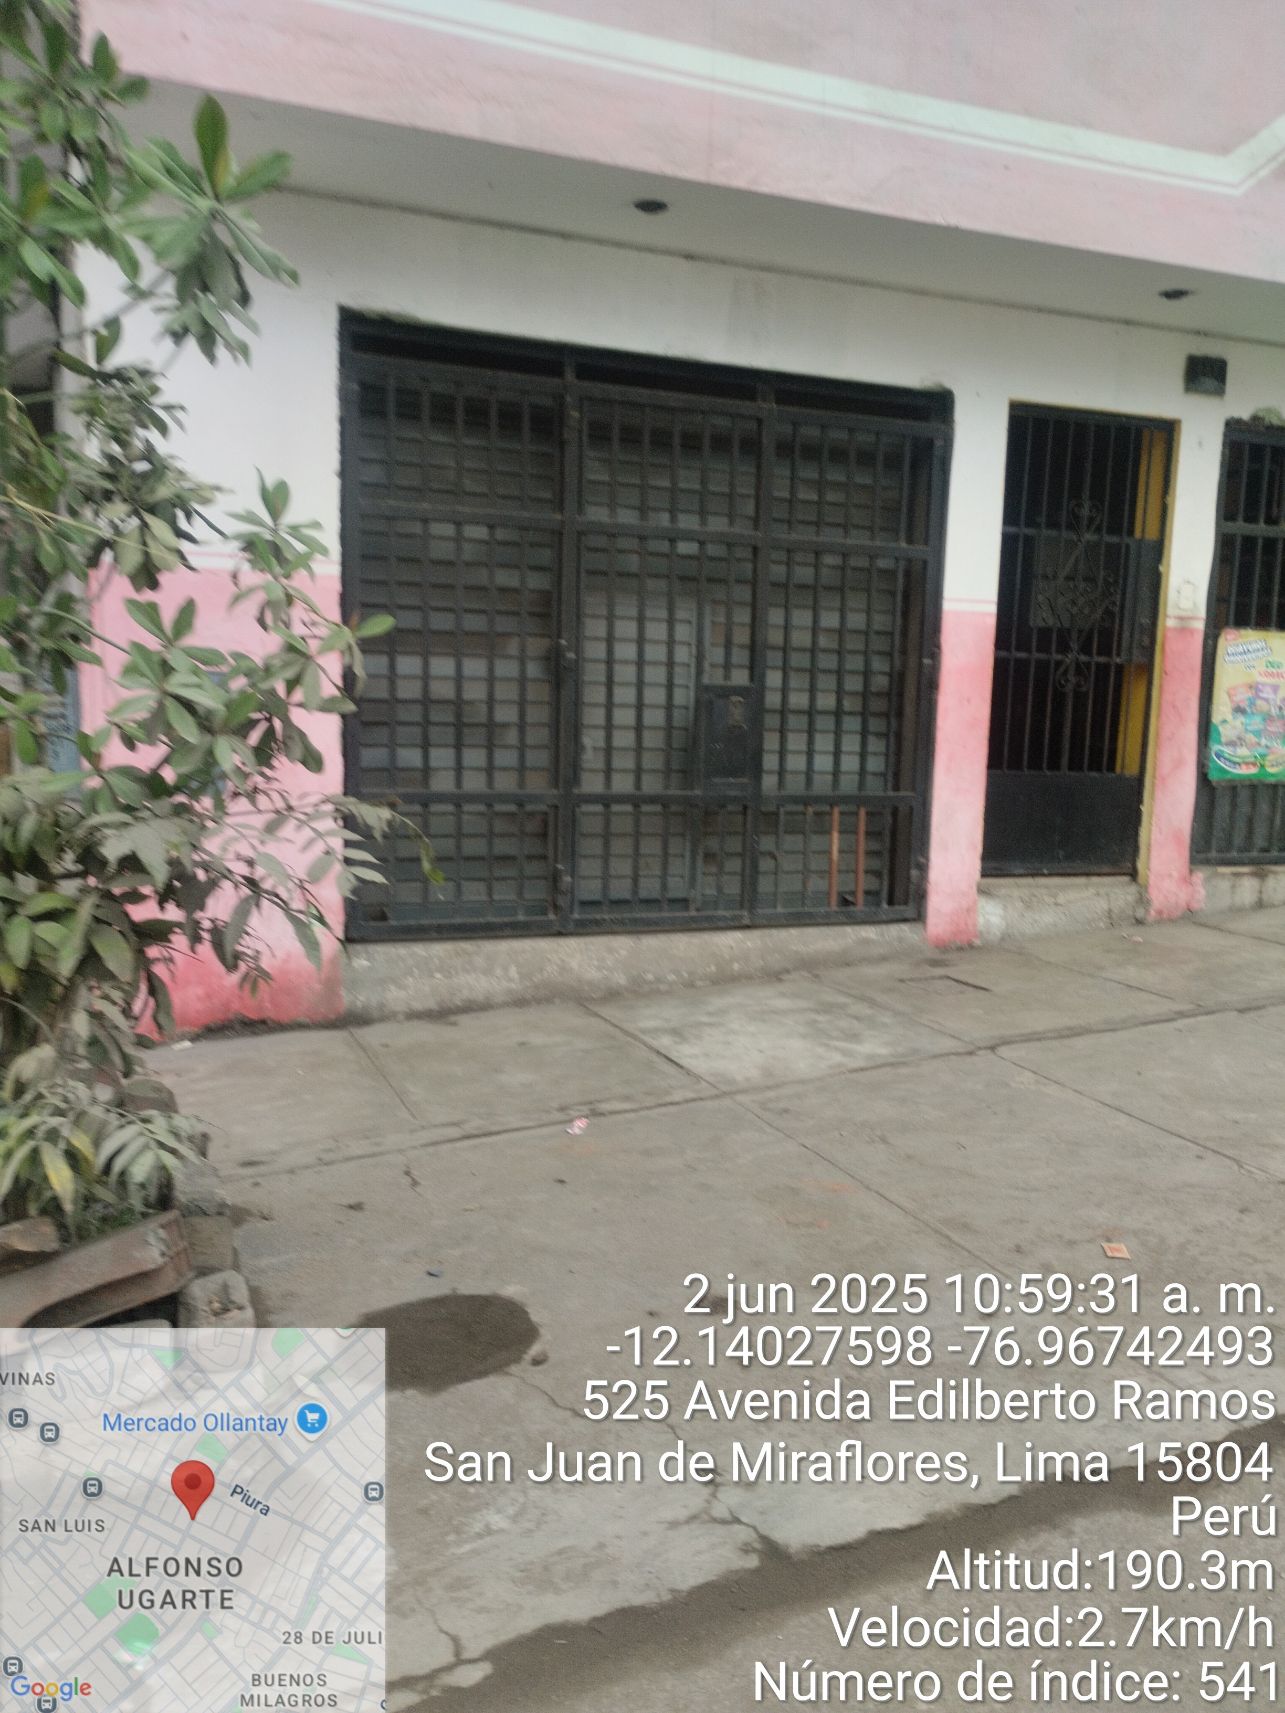 2 jun 2025 10:59:31 a. m.
-12.14027598 -76.96742493
525 Avenida Edilberto Ramos
San Juan de Miraflores, Lima 15804
Perú
Altitud:190.3m
Velocidad:2.7km/h
Número de índice: 541
VINAS
Mercado Ollantay
Piura
SAN LUIS
ALFONSO
UGARTE
28 DE JULI
BUENOS
MILAGROS
Google